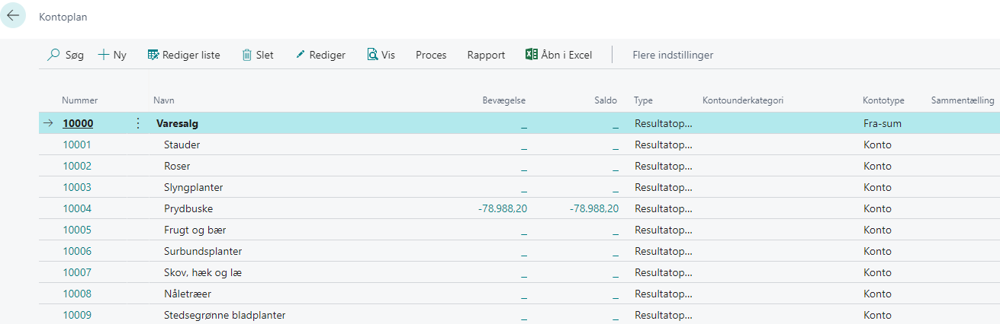 Kontoplan
Søg Ny Rediger liste Slet Rediger Vis Proces Rapport Åbn i Excel Flere indstillinger
Nummer Navn Bevægelse Saldo Type Kontounderkategori Kontotype Sammentælling
10000 Varesalg _ _ Resultatop... Fra-sum
10001 Stauder _ _ Resultatop... Konto
10002 Roser _ _ Resultatop... Konto
10003 Slyngplanter _ _ Resultatop... Konto
10004 Prydbuske -78.988,20 -78.988,20 Resultatop... Konto
10005 Frugt og bær _ _ Resultatop... Konto
10006 Surbundsplanter _ _ Resultatop... Konto
10007 Skov, hæk og læ _ _ Resultatop... Konto
10008 Nåletræer _ _ Resultatop... Konto
10009 Stedsegrønne bladplanter _ _ Resultatop... Konto